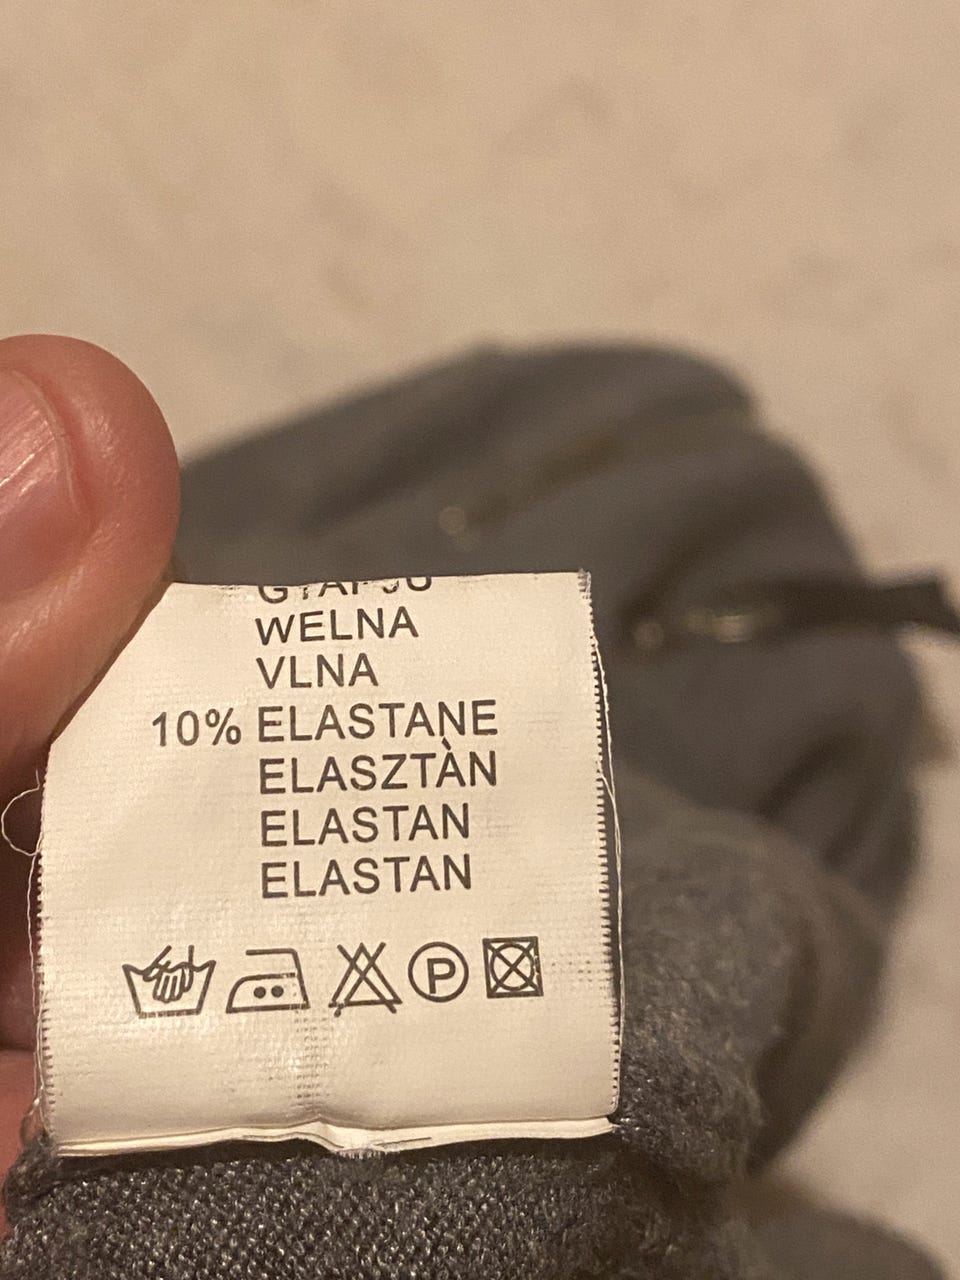 WELNA
VLNA
10% ELASTANE
ELASZTÀN
ELASTAN
ELASTAN
P